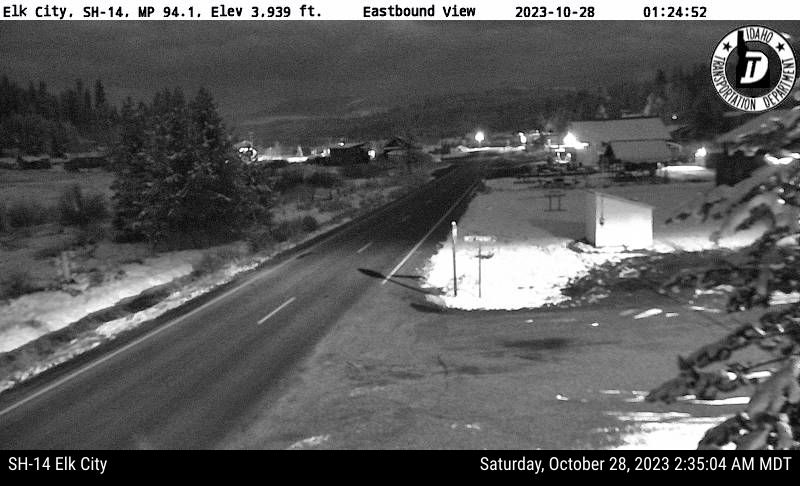 Elk City, SH-14, MP 94.1, Elev 3,939 ft. Eastbound View 2023-10-28 01:24:52
IDAHO
TRANSPORTATION DEPARTMENT
SH-14 Elk City Saturday, October 28, 2023 2:35:04 AM MDT